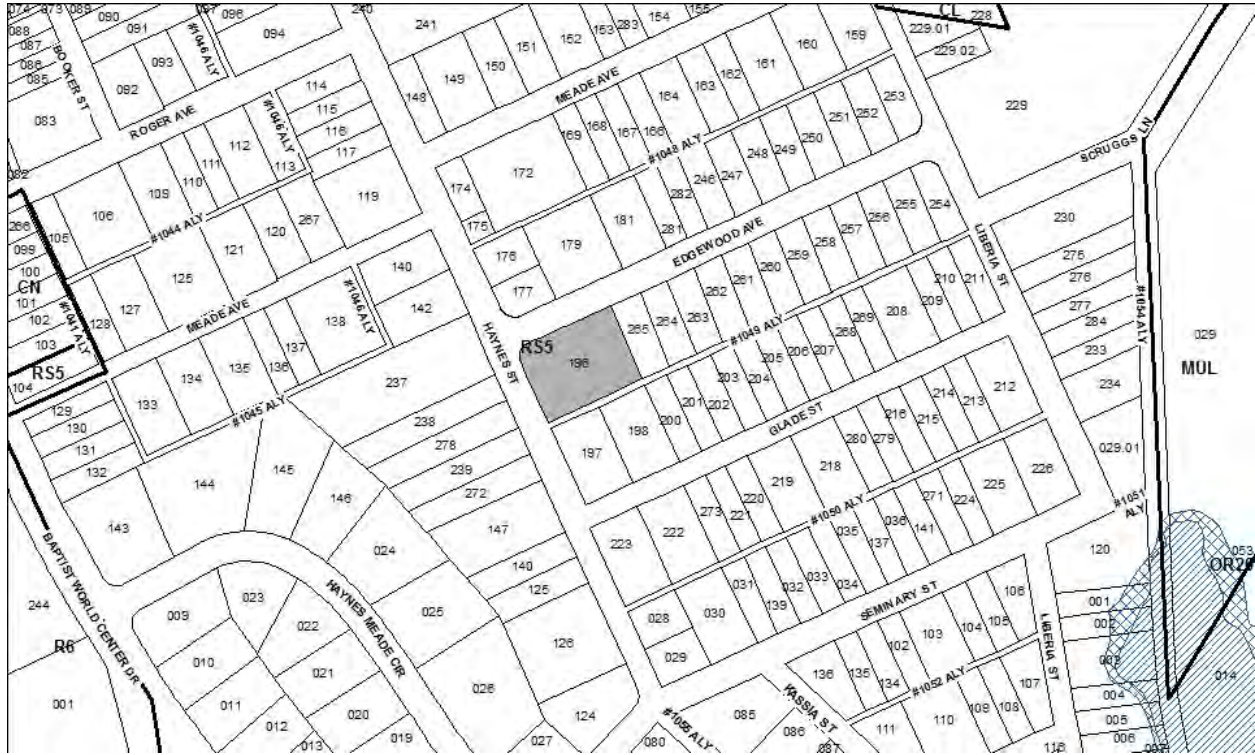 074 073 089 090 096 240 CL 228
088 091 #1046 ALY 094 241 151 152 153 283 154 155 229.01
087 093 150 160 159 229.02
086 BOOKER ST 149 161
085 092 114 148 MEADE AVE 162 229
083 ROGER AVE #1046 ALY 115 164 163 253
112 116 169 168 167 166 251 252
111 117 #1048 ALY 250 SCRUGGS LN
109 110 113 174 172 248 249
106 119 282 246 247
266 105 #1044 ALY 267 175 181 281 255 254 230
099 121 120 176 179 EDGEWOOD AVE 256
100 125 140 177 259 258 257 LIBERIA ST 275
CN 101 #1041 ALY 127 #1046 ALY 142 262 261 260 210 211 276
102 128 MEADE AVE 138 HAYNES ST 265 264 263 #1049 ALY 208 209 277 #1054 ALY
103 135 137 RS5 196 205 206 207 268 269 284 029
RS5 134 136 203 204 233 MUL
104 133 237 201 202 214 213 212 234
129 #1045 ALY 198 200 GLADE ST 216 215
130 238 197 280 279
131 145 278 218 226 029.01
132 144 239 219 271 224 225
146 272 273 220 #1050 ALY 036 #1051 ALY
143 147 223 222 221 035 137 141
024 140 033 034 120 053
BAPTIST WORLD CENTER DR 023 HAYNES MEADE CIR 125 031 032 SEMINARY ST 106 OR20
244 009 025 028 030 139 105 001
R6 022 126 029 102 103 104 LIBERIA ST 002
010 021 136 135 134 #1052 ALY 107 003
001 011 020 026 KASSIA ST 109 108 004 014
012 019 124 085 086 111 110 005
013 027 080 #1055 ALY 087 116 006